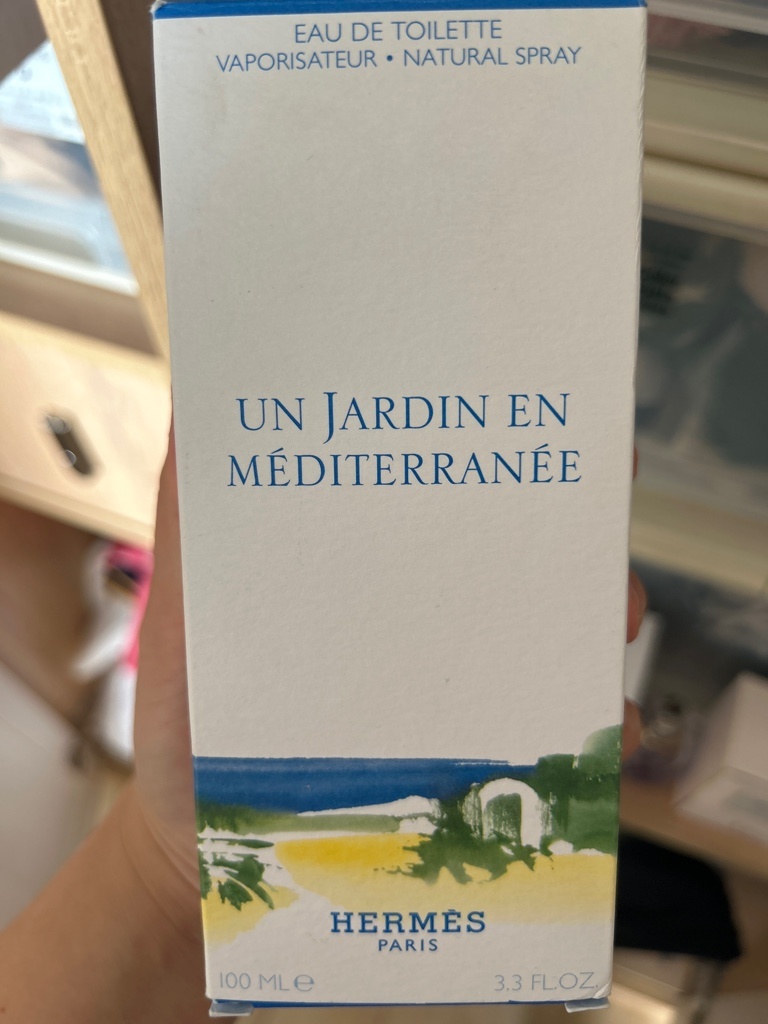 EAU DE TOILETTE
VAPORISATEUR • NATURAL SPRAY
UN JARDIN EN
MÉDITERRANÉE
HERMÈS
PARIS
100 ML ℮
3.3 FL.OZ.